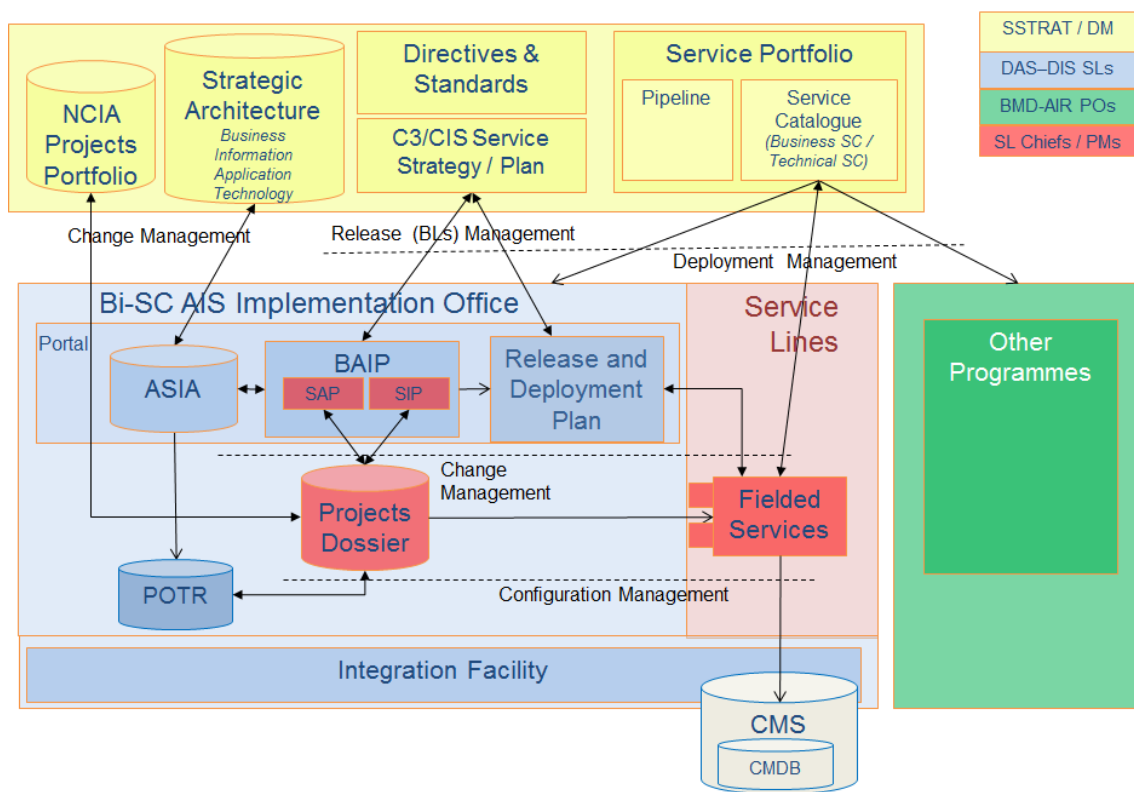 NCIA
Projects
Portfolio
Strategic
Architecture
Business
Information
Application
Technology
Directives &
Standards
C3/CIS Service
Strategy / Plan
Service Portfolio
Pipeline
Service
Catalogue
(Business SC /
Technical SC)
SSTRAT / DM
DAS–DIS SLs
BMD-AIR POs
SL Chiefs / PMs
Change Management
Release (BLs) Management
Deployment Management
Bi-SC AIS Implementation Office
Portal
ASIA
BAIP
SAP
SIP
Release and
Deployment
Plan
Service
Lines
Other
Programmes
Change
Management
Projects
Dossier
Fielded
Services
POTR
Configuration Management
Integration Facility
CMS
CMDB